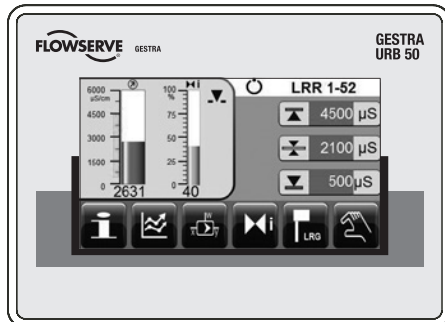 FLOWSERVE GESTRA
GESTRA
URB 50
6000
µS/cm
4500
3000
1500
0
2631
100
%
75
50
25
0
40
i
LRR 1-52
4500 µS
2100 µS
500 µS
i
W
X
y
i
LRG